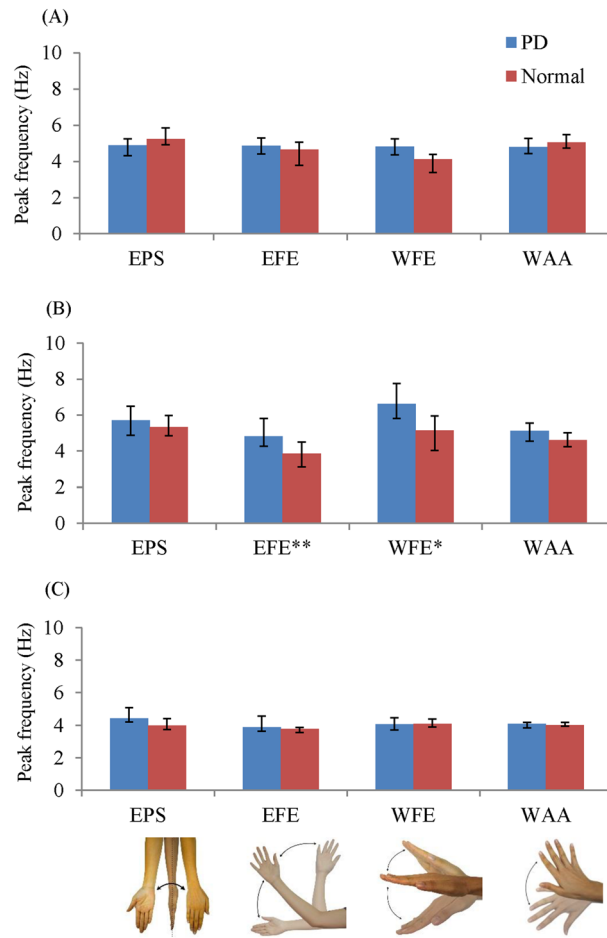 (A)
10
8
6
4
2
0
Peak frequency (Hz)
PD
Normal
EPS EFE WFE WAA
(B)
10
8
6
4
2
0
Peak frequency (Hz)
EPS EFE** WFE* WAA
(C)
10
8
6
4
2
0
Peak frequency (Hz)
EPS EFE WFE WAA